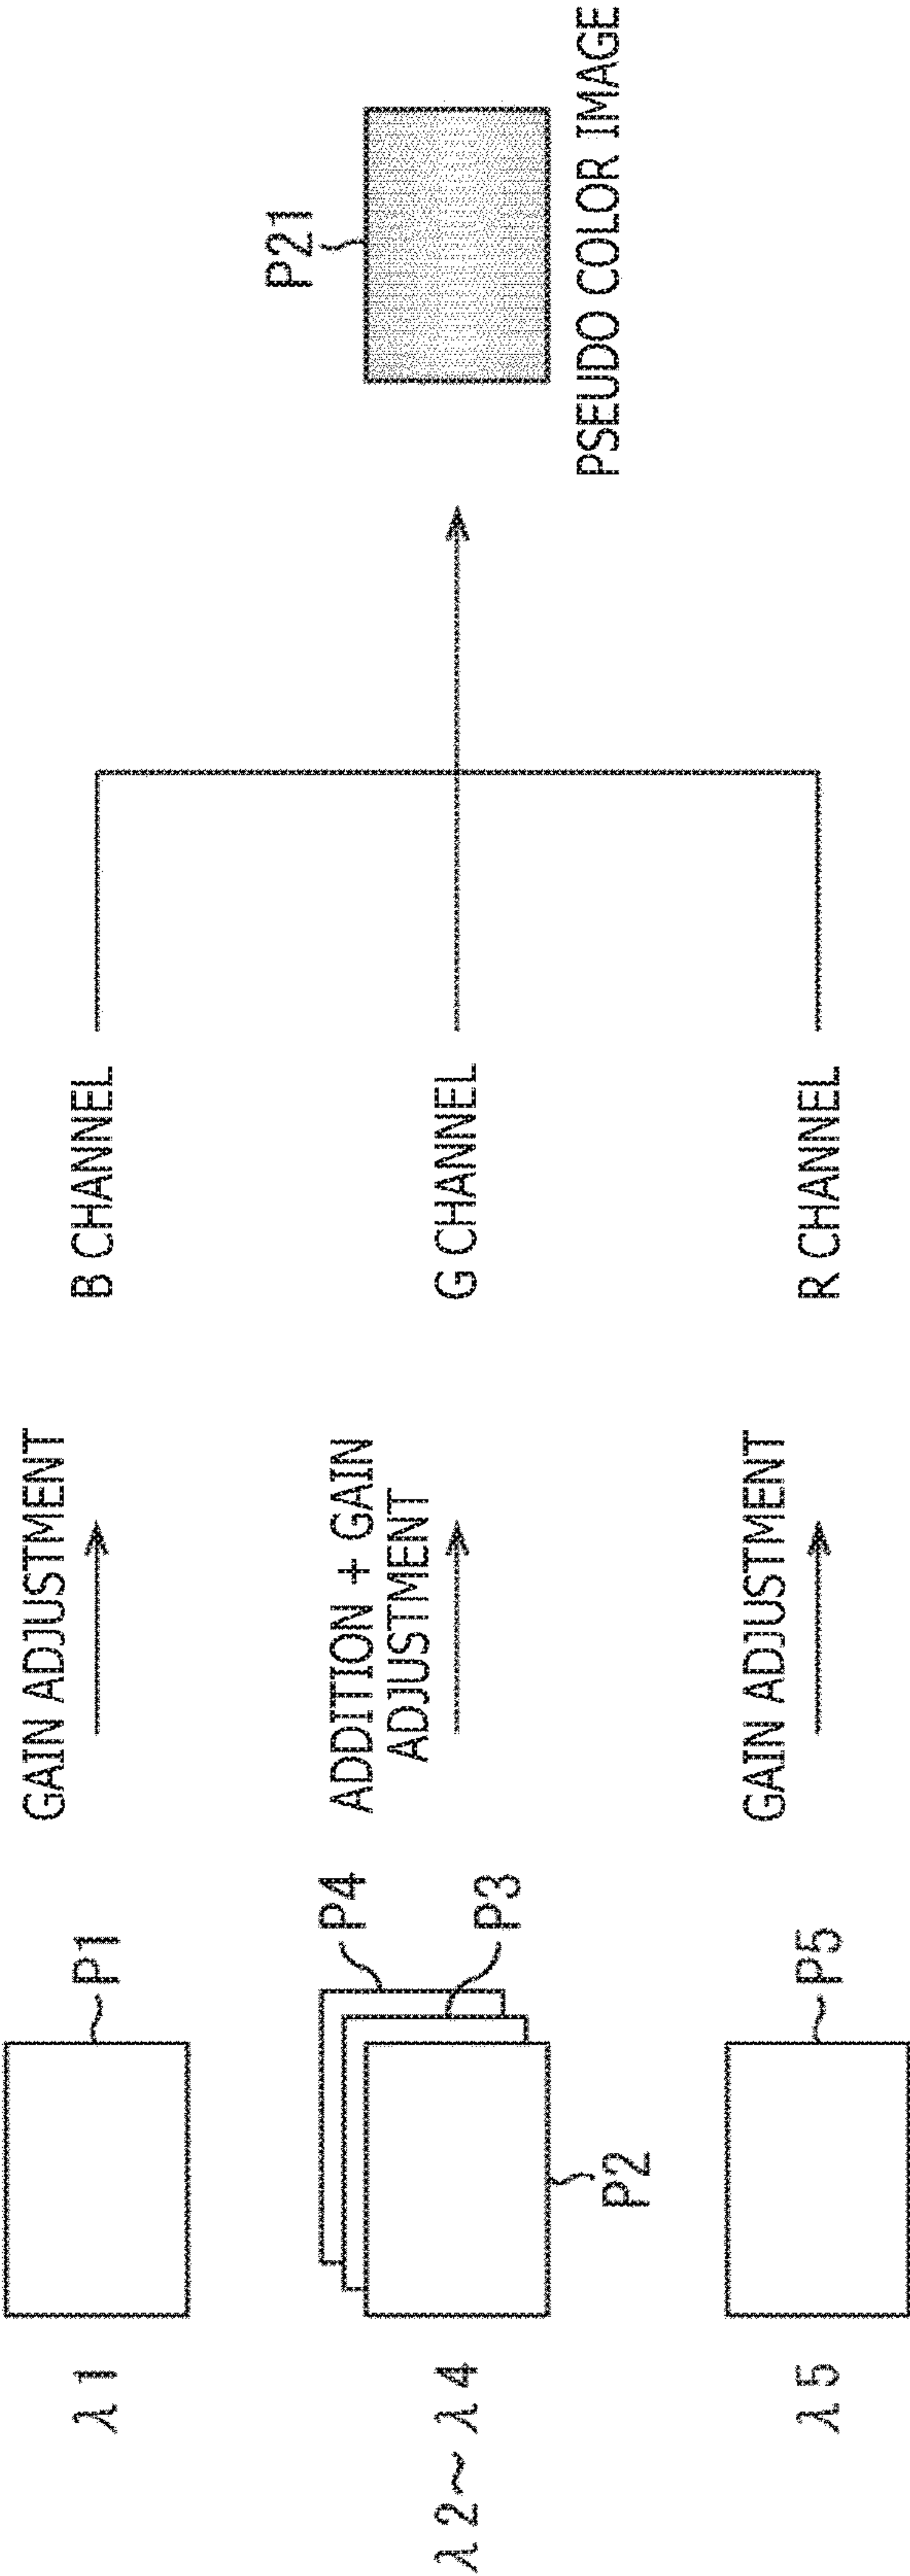 λ1
P1
GAIN ADJUSTMENT
B CHANNEL
λ2~λ4
P4
P3
P2
ADDITION + GAIN
ADJUSTMENT
G CHANNEL
P21
PSEUDO COLOR IMAGE
λ5
P5
GAIN ADJUSTMENT
R CHANNEL